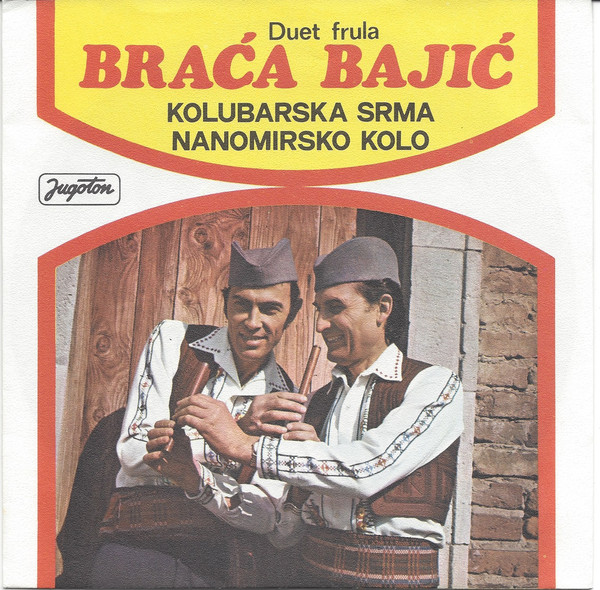 Duet frula
BRAĆA BAJIĆ
KOLUBARSKA SRMA
NANOMIRSKO KOLO
Jugoton